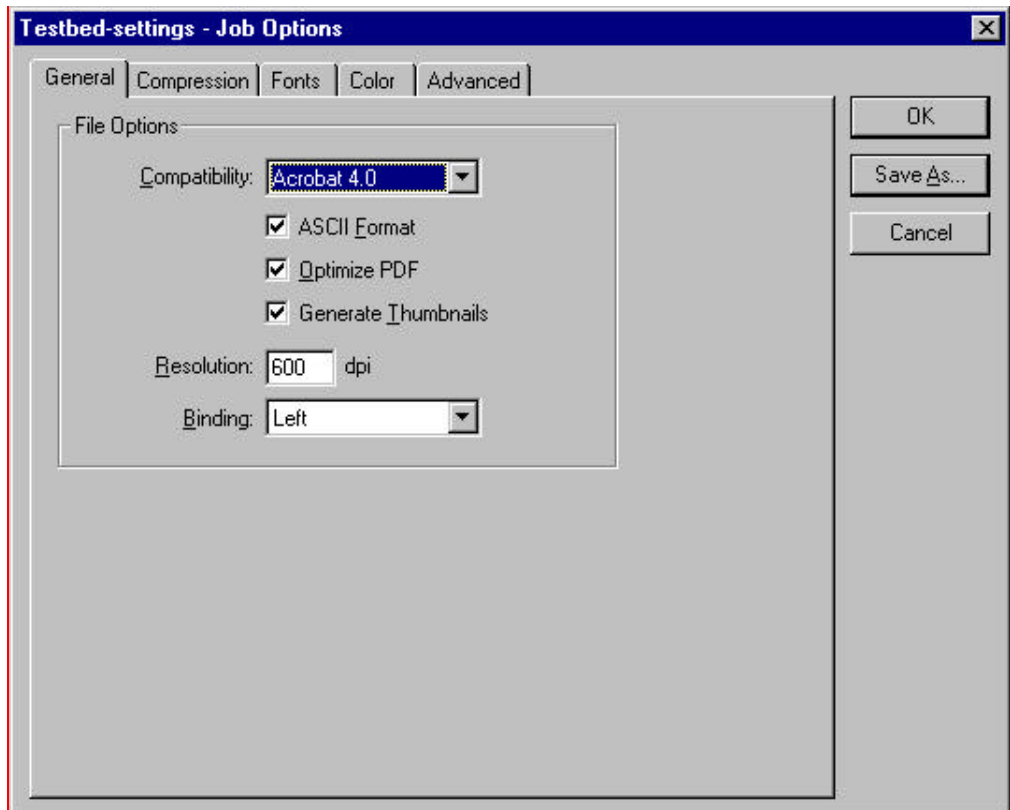 Testbed-settings - Job Options
General Compression Fonts Color Advanced
File Options
Compatibility: Acrobat 4.0
ASCII Format
Optimize PDF
Generate Thumbnails
Resolution: 600 dpi
Binding: Left
OK
Save As...
Cancel